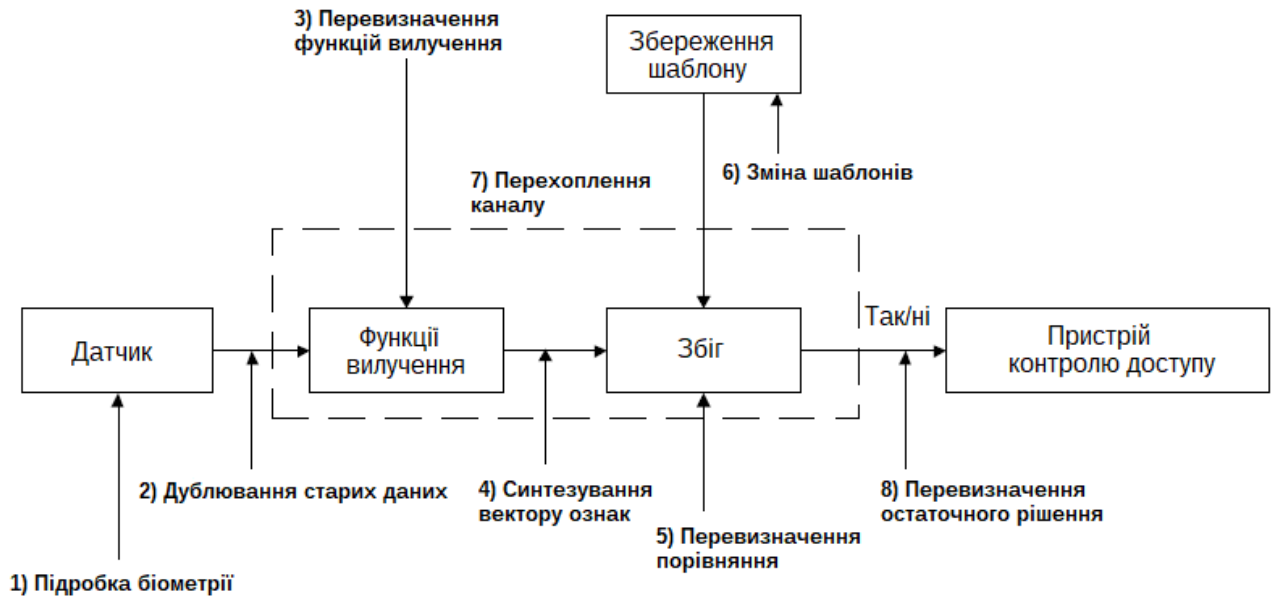 3) Перевизначення
функцій вилучення
Збереження
шаблону
6) Зміна шаблонів
7) Перехоплення
каналу
Датчик
Функції
вилучення
Збіг
Так/ні
Пристрій
контролю доступу
2) Дублювання старих даних
4) Синтезування
вектору ознак
5) Перевизначення
порівняння
8) Перевизначення
остаточного рішення
1) Підробка біометрії